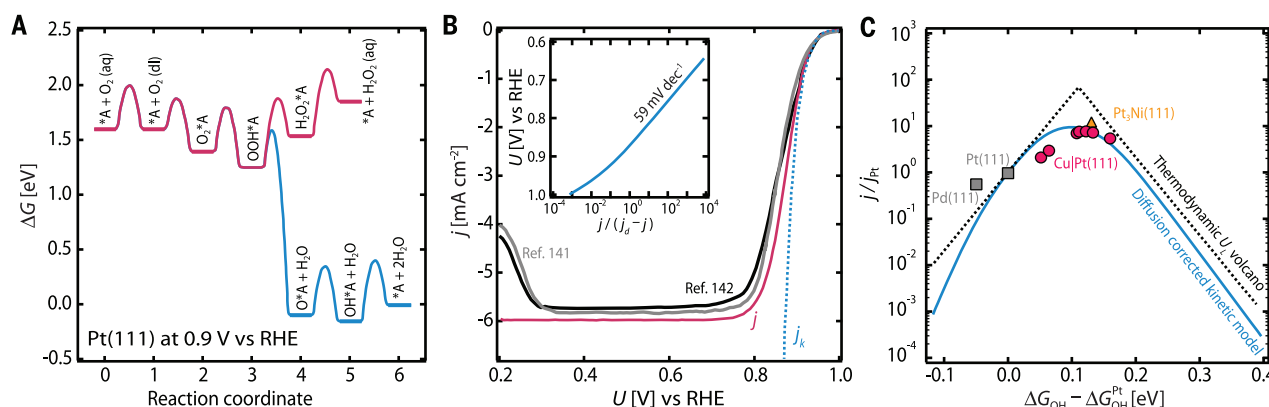 A
ΔG [eV]
2.5
2.0
1.5
1.0
0.5
0.0
-0.5
*A + O₂ (aq)
*A + O₂ (dl)
O₂*A
OOH*A
H₂O₂*A
*A + H₂O₂ (aq)
O*A + H₂O
OH*A + H₂O
*A + 2H₂O
Pt(111) at 0.9 V vs RHE
0 1 2 3 4 5 6
Reaction coordinate
B
j [mA cm⁻²]
0
-1
-2
-3
-4
-5
-6
U [V] vs RHE
0.6
0.7
0.8
0.9
1.0
59 mV dec⁻¹
10⁻⁴ 10⁻² 10⁰ 10² 10⁴
j / (j_d − j)
Ref. 141
Ref. 142
j
j_k
0.2 0.4 0.6 0.8 1.0
U [V] vs RHE
C
j / j_Pt
10³
10²
10¹
10⁰
10⁻¹
10⁻²
10⁻³
10⁻⁴
Pt₃Ni(111)
Pt(111)
Cu|Pt(111)
Pd(111)
Thermodynamic U_L volcano
Diffusion corrected kinetic model
-0.1 0.0 0.1 0.2 0.3 0.4
ΔG_OH − ΔG_OH^Pt [eV]